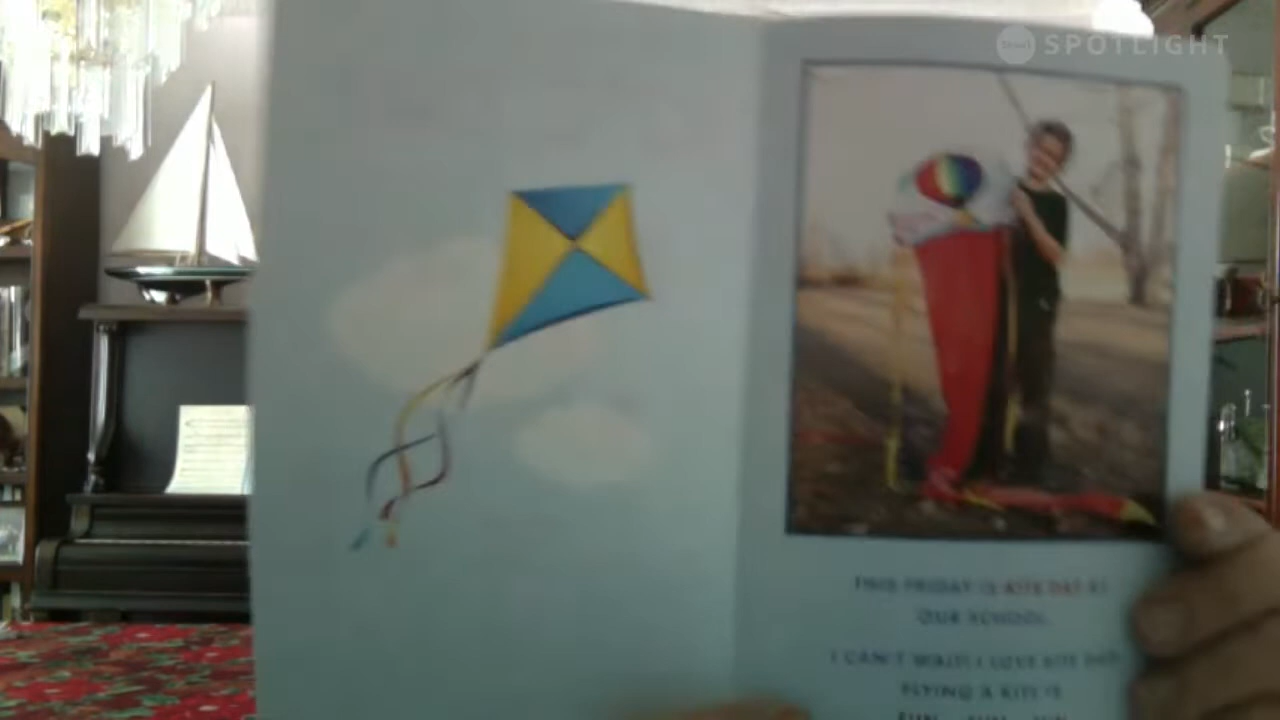 SPOTLIGHT
THIS FRIDAY IS KITE DAY AT
OUR SCHOOL.
I CAN'T WAIT! I LOVE KITE DAY.
FLYING A KITE IS
FUN